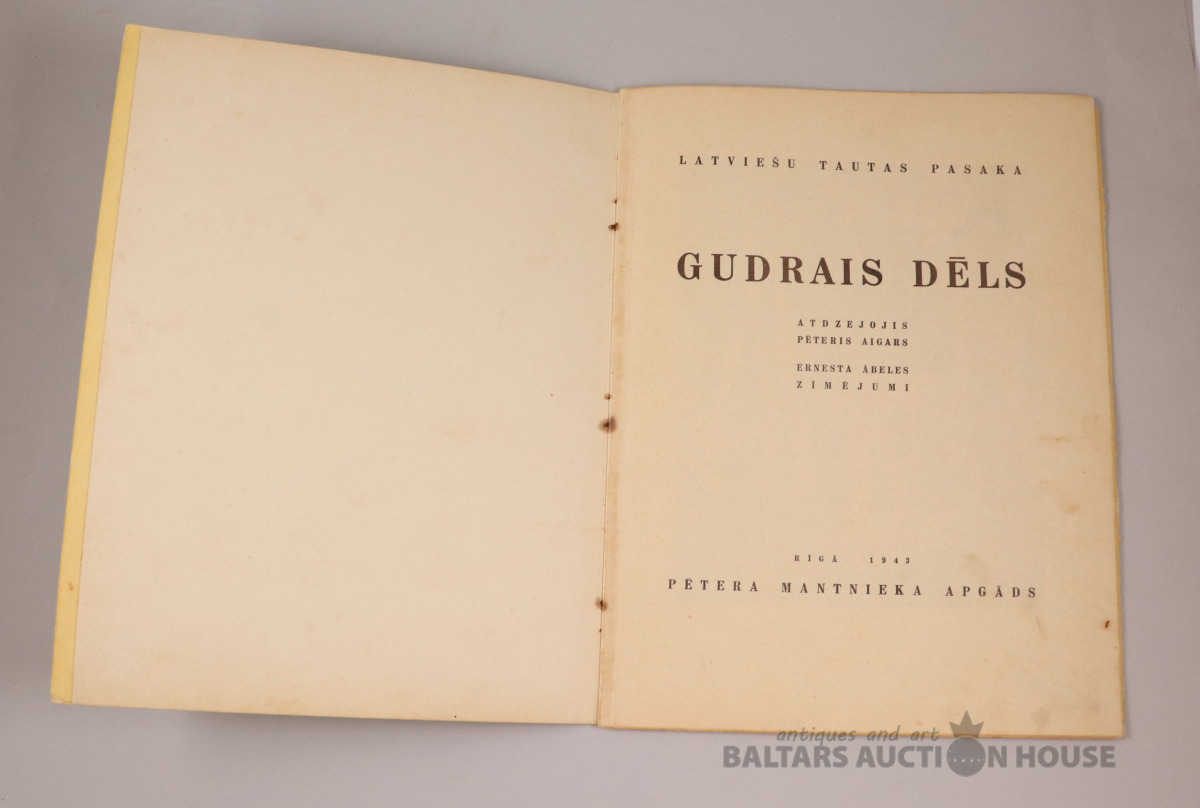 LATVIEŠU TAUTAS PASAKA
GUDRAIS DĒLS
ATDZEJOJIS
PĒTERIS AIGARS
ERNESTA ĀBELES
ZĪMĒJUMI
RĪGĀ 1943
PĒTERA MANTNIEKA APGĀDS
antiques and art
BALTARS AUCTION HOUSE